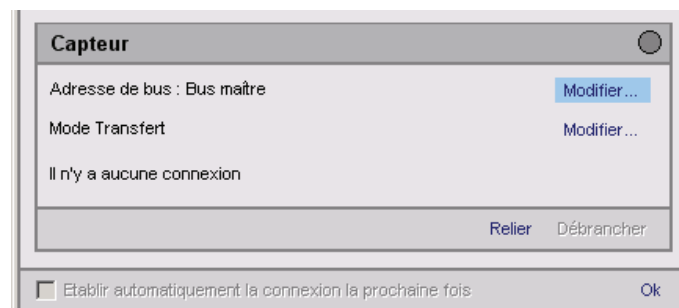 Capteur
Adresse de bus : Bus maître Modifier...
Mode Transfert Modifier...
Il n'y a aucune connexion
Relier Débrancher
Etablir automatiquement la connexion la prochaine fois Ok